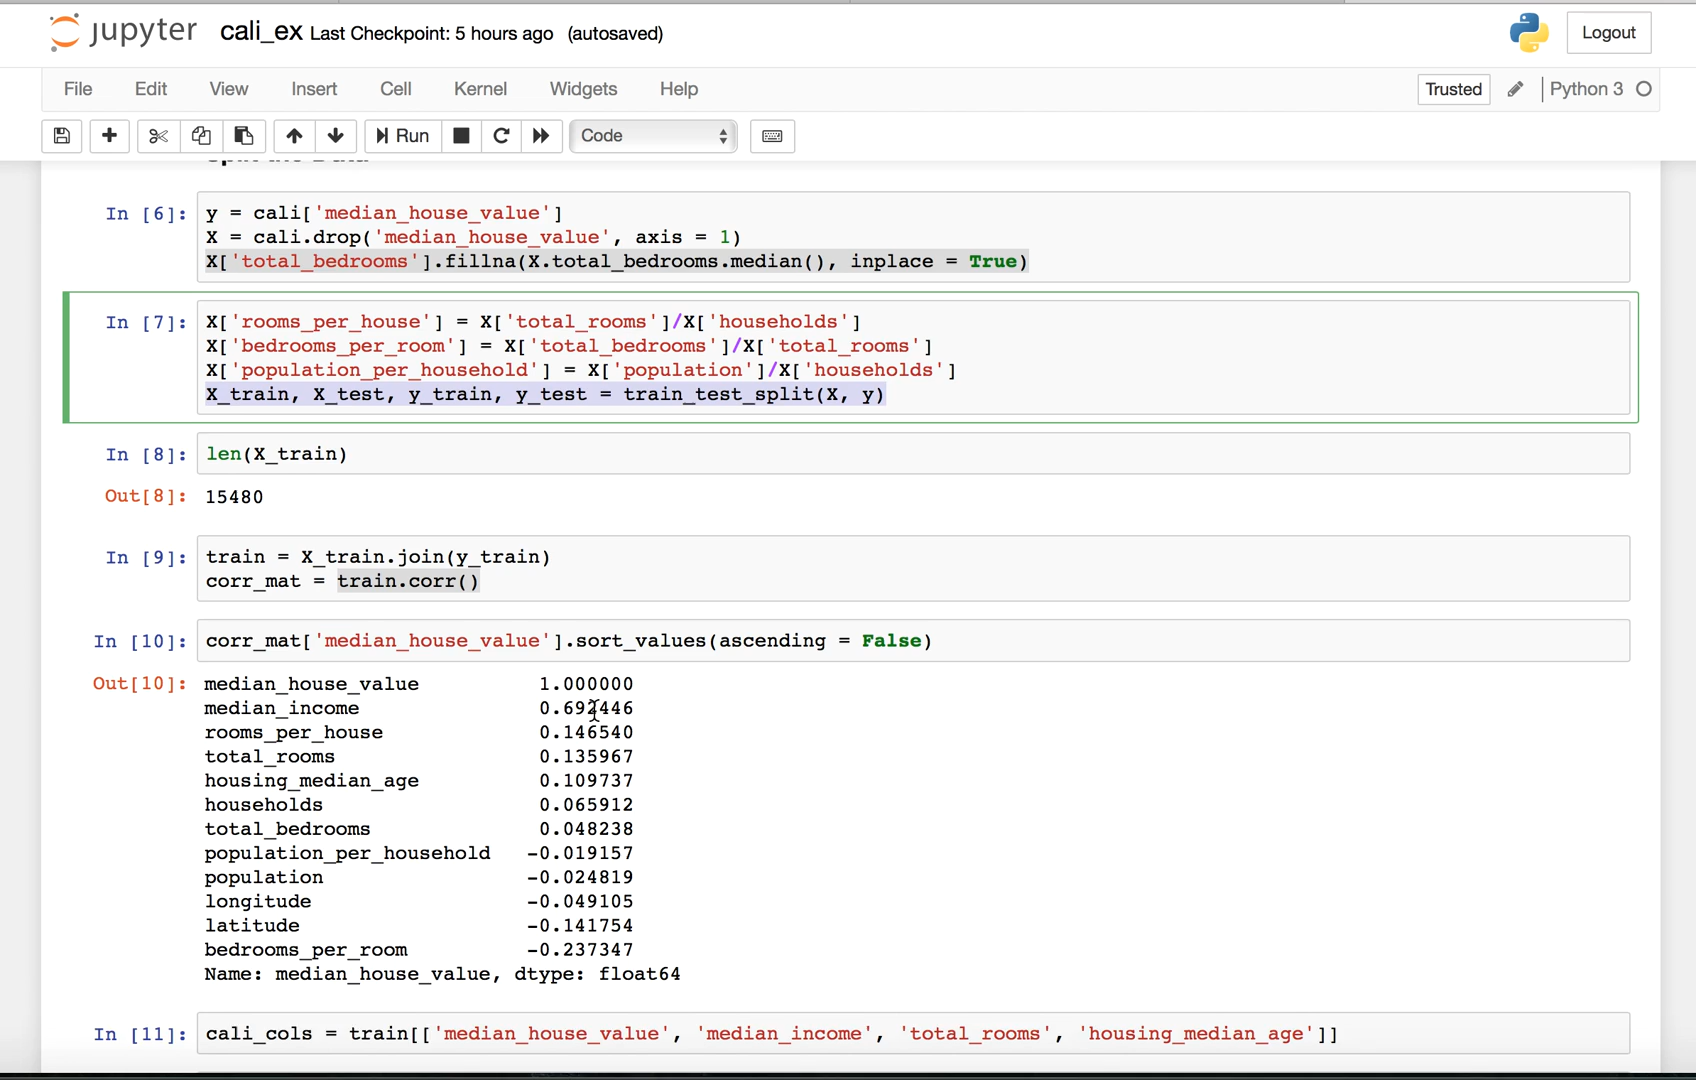 jupyter cali_ex Last Checkpoint: 5 hours ago (autosaved) Logout
File Edit View Insert Cell Kernel Widgets Help Trusted Python 3
Run Code
In [6]: y = cali['median_house_value']
X = cali.drop('median_house_value', axis = 1)
X['total_bedrooms'].fillna(X.total_bedrooms.median(), inplace = True)
In [7]: X['rooms_per_house'] = X['total_rooms']/X['households']
X['bedrooms_per_room'] = X['total_bedrooms']/X['total_rooms']
X['population_per_household'] = X['population']/X['households']
X_train, X_test, y_train, y_test = train_test_split(X, y)
In [8]: len(X_train)
Out[8]: 15480
In [9]: train = X_train.join(y_train)
corr_mat = train.corr()
In [10]: corr_mat['median_house_value'].sort_values(ascending = False)
Out[10]: median_house_value 1.000000
median_income 0.692446
rooms_per_house 0.146540
total_rooms 0.135967
housing_median_age 0.109737
households 0.065912
total_bedrooms 0.048238
population_per_household -0.019157
population -0.024819
longitude -0.049105
latitude -0.141754
bedrooms_per_room -0.237347
Name: median_house_value, dtype: float64
In [11]: cali_cols = train[['median_house_value', 'median_income', 'total_rooms', 'housing_median_age']]